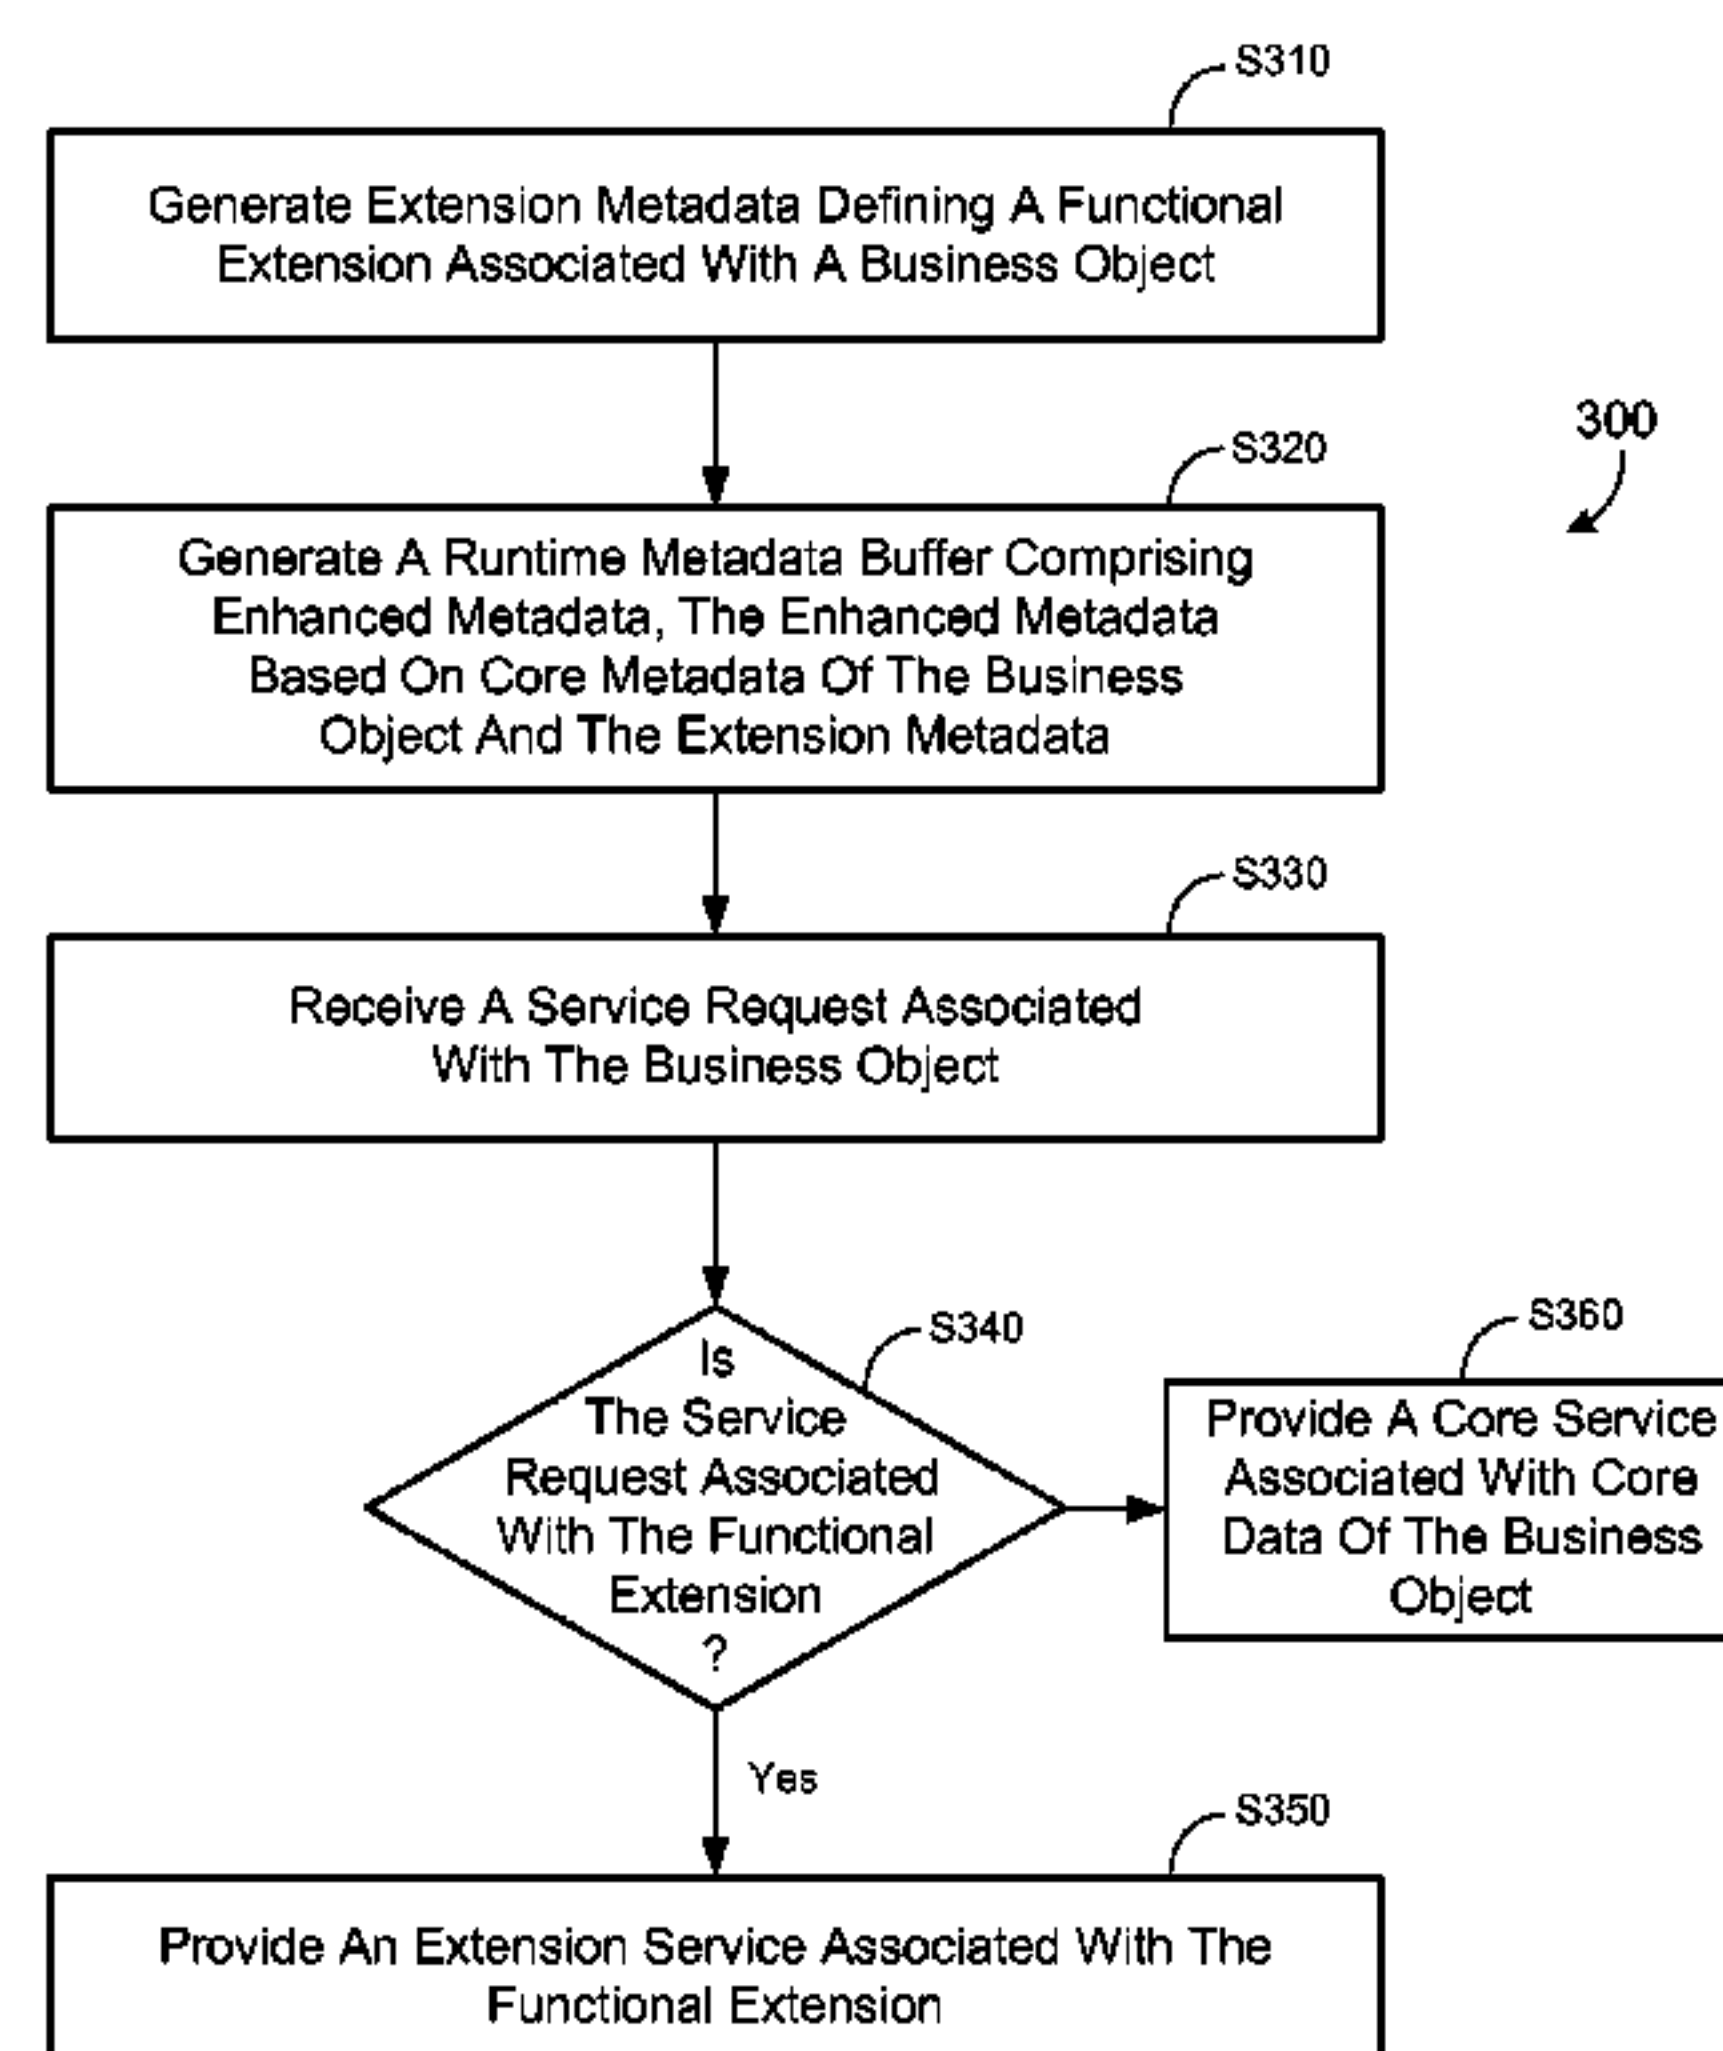 S310
Generate Extension Metadata Defining A Functional
Extension Associated With A Business Object
300
S320
Generate A Runtime Metadata Buffer Comprising
Enhanced Metadata, The Enhanced Metadata
Based On Core Metadata Of The Business
Object And The Extension Metadata
S330
Receive A Service Request Associated
With The Business Object
S340
Is
The Service
Request Associated
With The Functional
Extension
?
S360
Provide A Core Service
Associated With Core
Data Of The Business
Object
Yes
S350
Provide An Extension Service Associated With The
Functional Extension